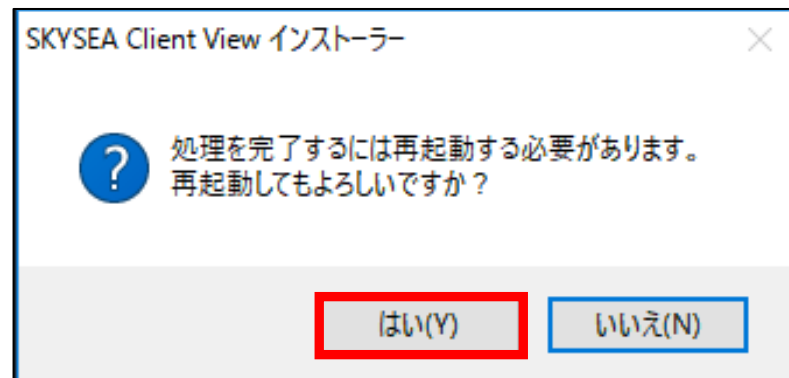 SKYSEA Client View インストーラー
処理を完了するには再起動する必要があります。
再起動してもよろしいですか？
はい(Y)
いいえ(N)